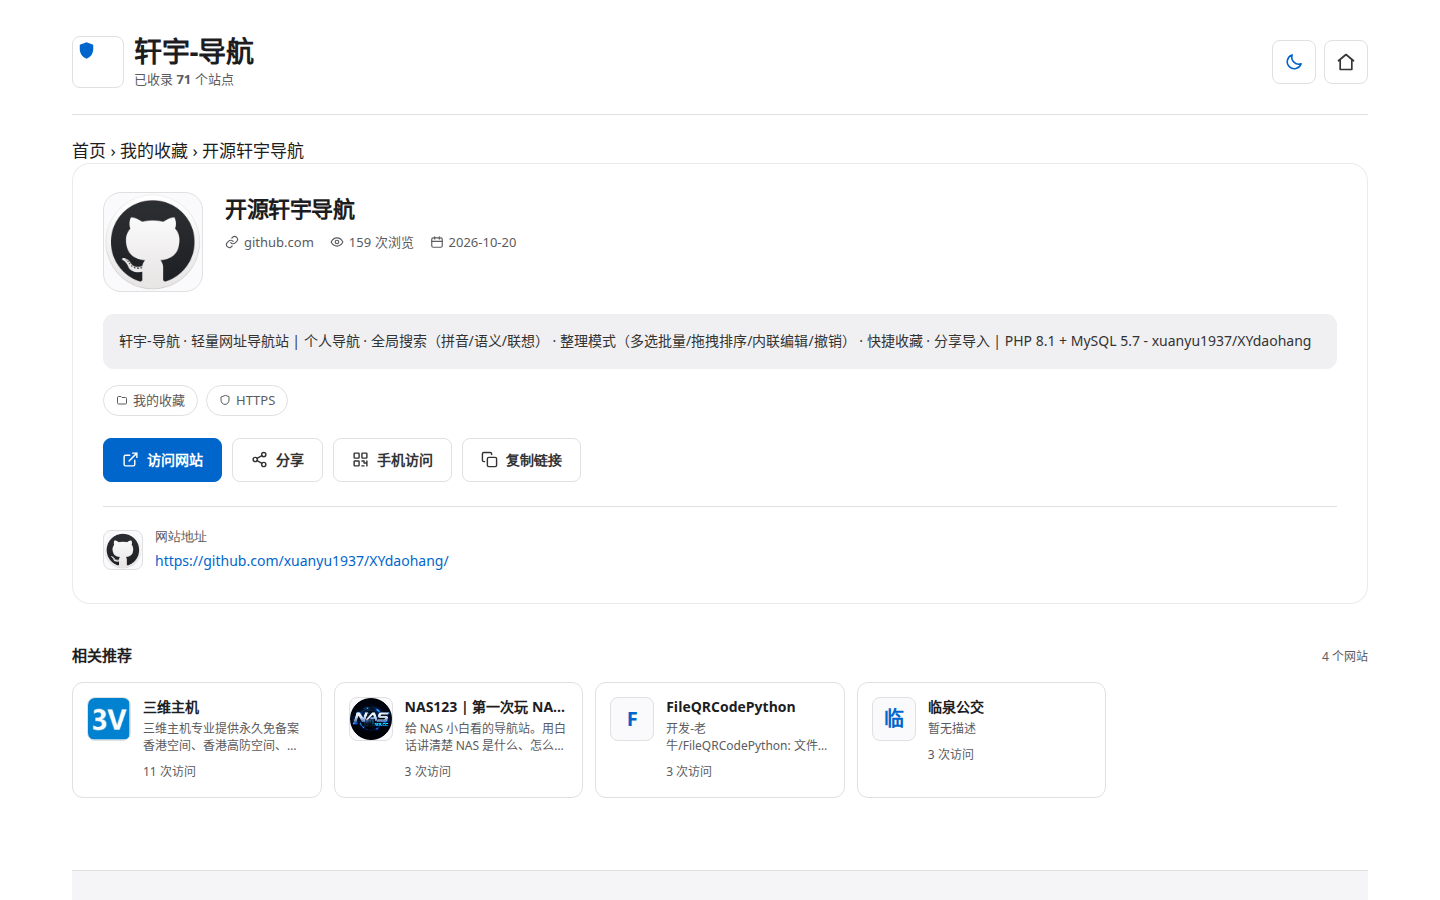 轩宇-导航
已收录 71 个站点
首页 › 我的收藏 › 开源轩宇导航
开源轩宇导航
github.com 159 次浏览 2026-10-20
轩宇-导航 · 轻量网址导航站 | 个人导航 · 全局搜索（拼音/语义/联想） · 整理模式（多选批量/拖拽排序/内联编辑/撤销） · 快捷收藏 · 分享导入 | PHP 8.1 + MySQL 5.7 - xuanyu1937/XYdaohang
我的收藏 HTTPS
访问网站 分享 手机访问 复制链接
网站地址
https://github.com/xuanyu1937/XYdaohang/
相关推荐
4 个网站
3V
三维主机
三维主机专业提供永久免备案
香港空间、香港高防空间、...
11 次访问
NAS
NAS123 | 第一次玩 NA...
给 NAS 小白看的导航站。用白
话讲清楚 NAS 是什么、怎么...
3 次访问
F
FileQRCodePython
开发-老
牛/FileQRCodePython: 文件...
3 次访问
临
临泉公交
暂无描述
3 次访问